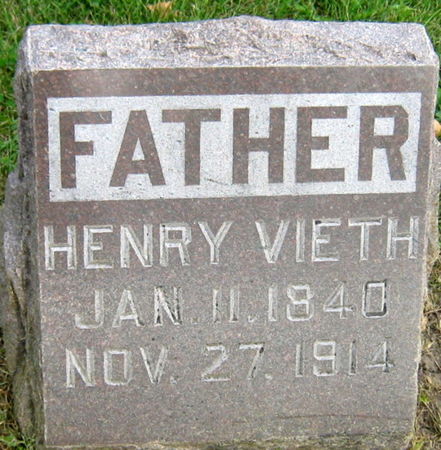 FATHER
HENRY VIETH
JAN. 11. 1840
NOV. 27. 1914